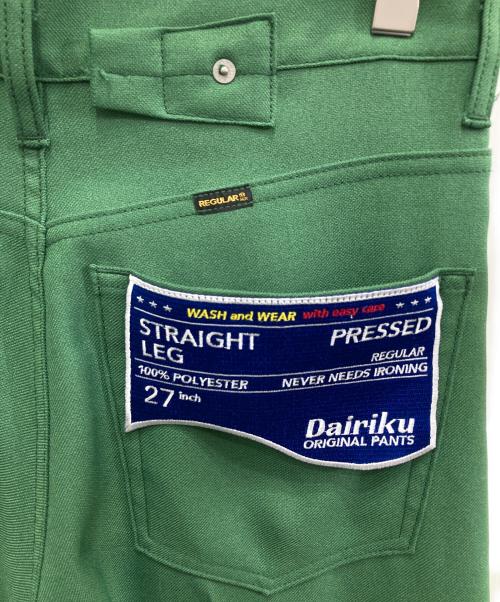 REGULAR
★ ★ ★ WASH and WEAR with easy care ★ ★ ★
STRAIGHT LEG
PRESSED
REGULAR
100% POLYESTER
NEVER NEEDS IRONING
27 inch
Dairiku
ORIGINAL PANTS